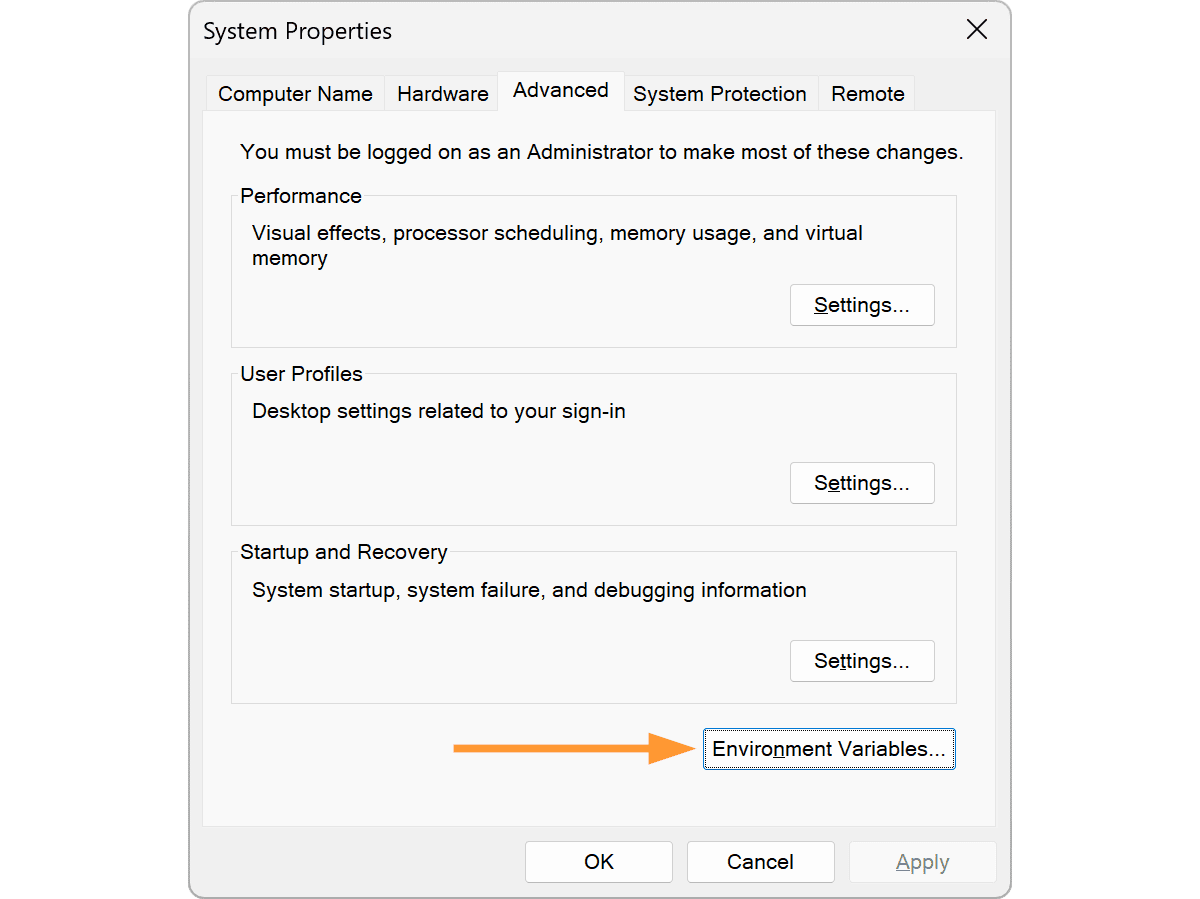 System Properties
Computer Name Hardware Advanced System Protection Remote
You must be logged on as an Administrator to make most of these changes.
Performance
Visual effects, processor scheduling, memory usage, and virtual
memory
Settings...
User Profiles
Desktop settings related to your sign-in
Settings...
Startup and Recovery
System startup, system failure, and debugging information
Settings...
Environment Variables...
OK Cancel Apply